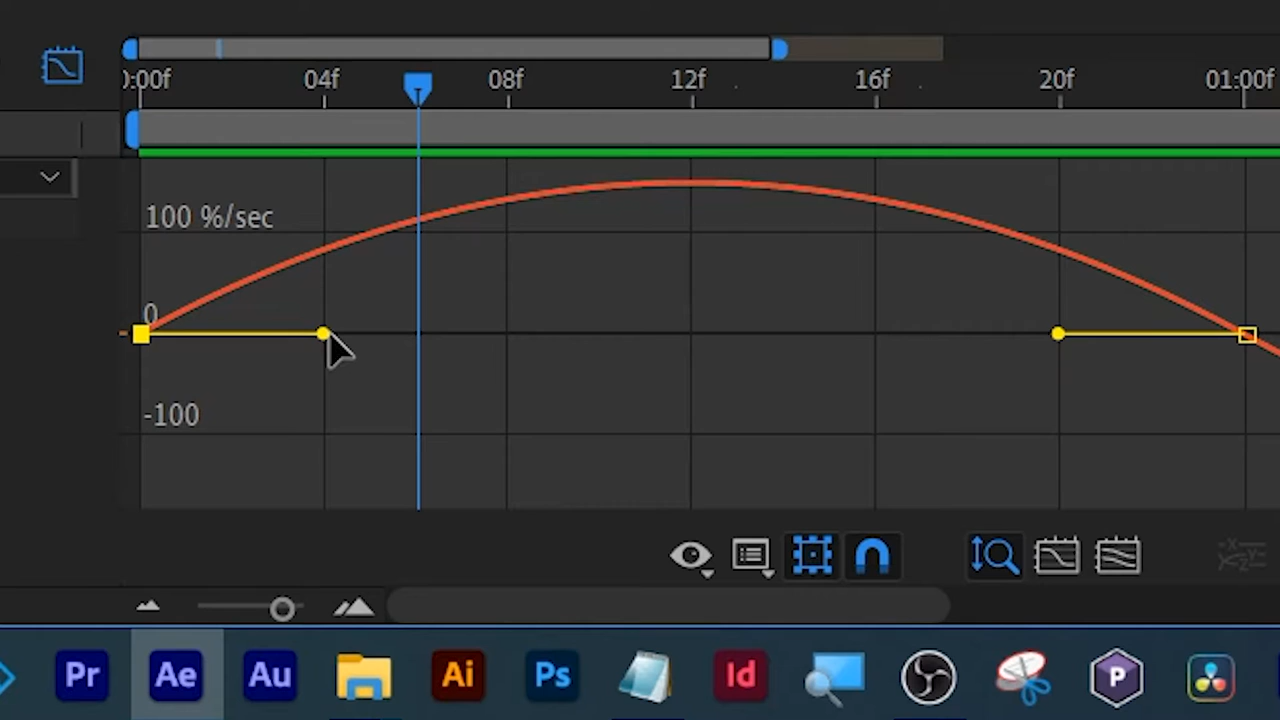 0:00f 04f 08f 12f 16f 20f 01:00f
100 %/sec
0
-100
Pr Ae Au Ai Ps Id P